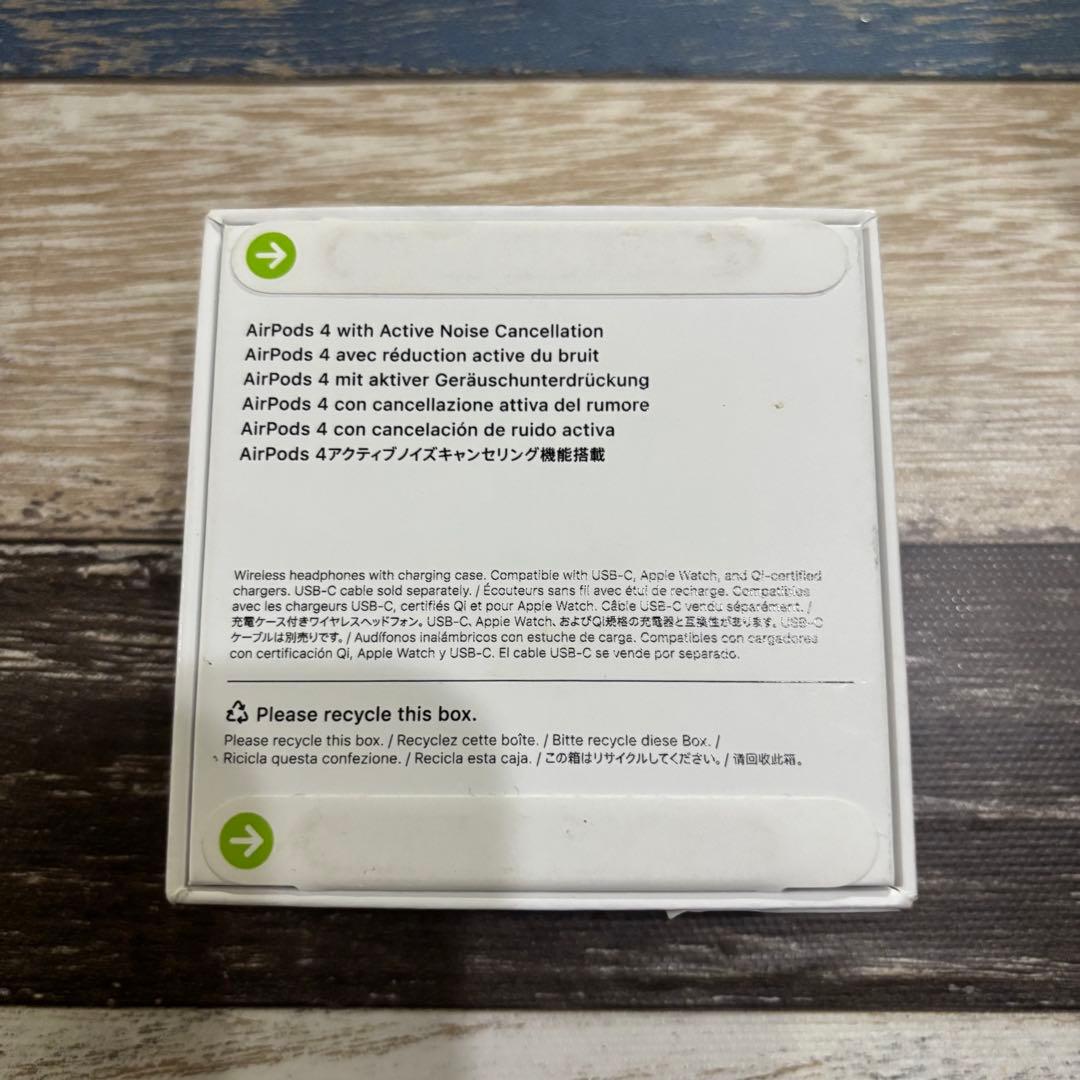 AirPods 4 with Active Noise Cancellation
AirPods 4 avec réduction active du bruit
AirPods 4 mit aktiver Geräuschunterdrückung
AirPods 4 con cancellazione attiva del rumore
AirPods 4 con cancelación de ruido activa
AirPods 4アクティブノイズキャンセリング機能搭載
Wireless headphones with charging case. Compatible with USB-C, Apple Watch, and Qi-certified
chargers. USB-C cable sold separately. / Écouteurs sans fil avec étui de recharge. Compatibles
avec les chargeurs USB-C, certifiés Qi et pour Apple Watch. Câble USB-C vendu séparément. /
充電ケース付きワイヤレスヘッドフォン。USB-C、Apple Watch、およびQi規格の充電器と互換性があります。USB-C
ケーブルは別売りです。/ Audífonos inalámbricos con estuche de carga. Compatibles con cargadores
con certificación Qi, Apple Watch y USB-C. El cable USB-C se vende por separado.
Please recycle this box.
Please recycle this box. / Recyclez cette boîte. / Bitte recycle diese Box. /
Ricicla questa confezione. / Recicla esta caja. / この箱はリサイクルしてください。/ 请回收此箱。